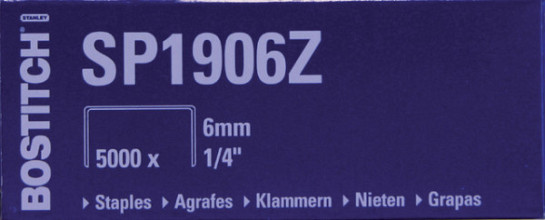 STANLEY
BOSTITCH®
SP1906Z
5000 x
6mm
1/4"
Staples Agrafes Klammern Nieten Grapas